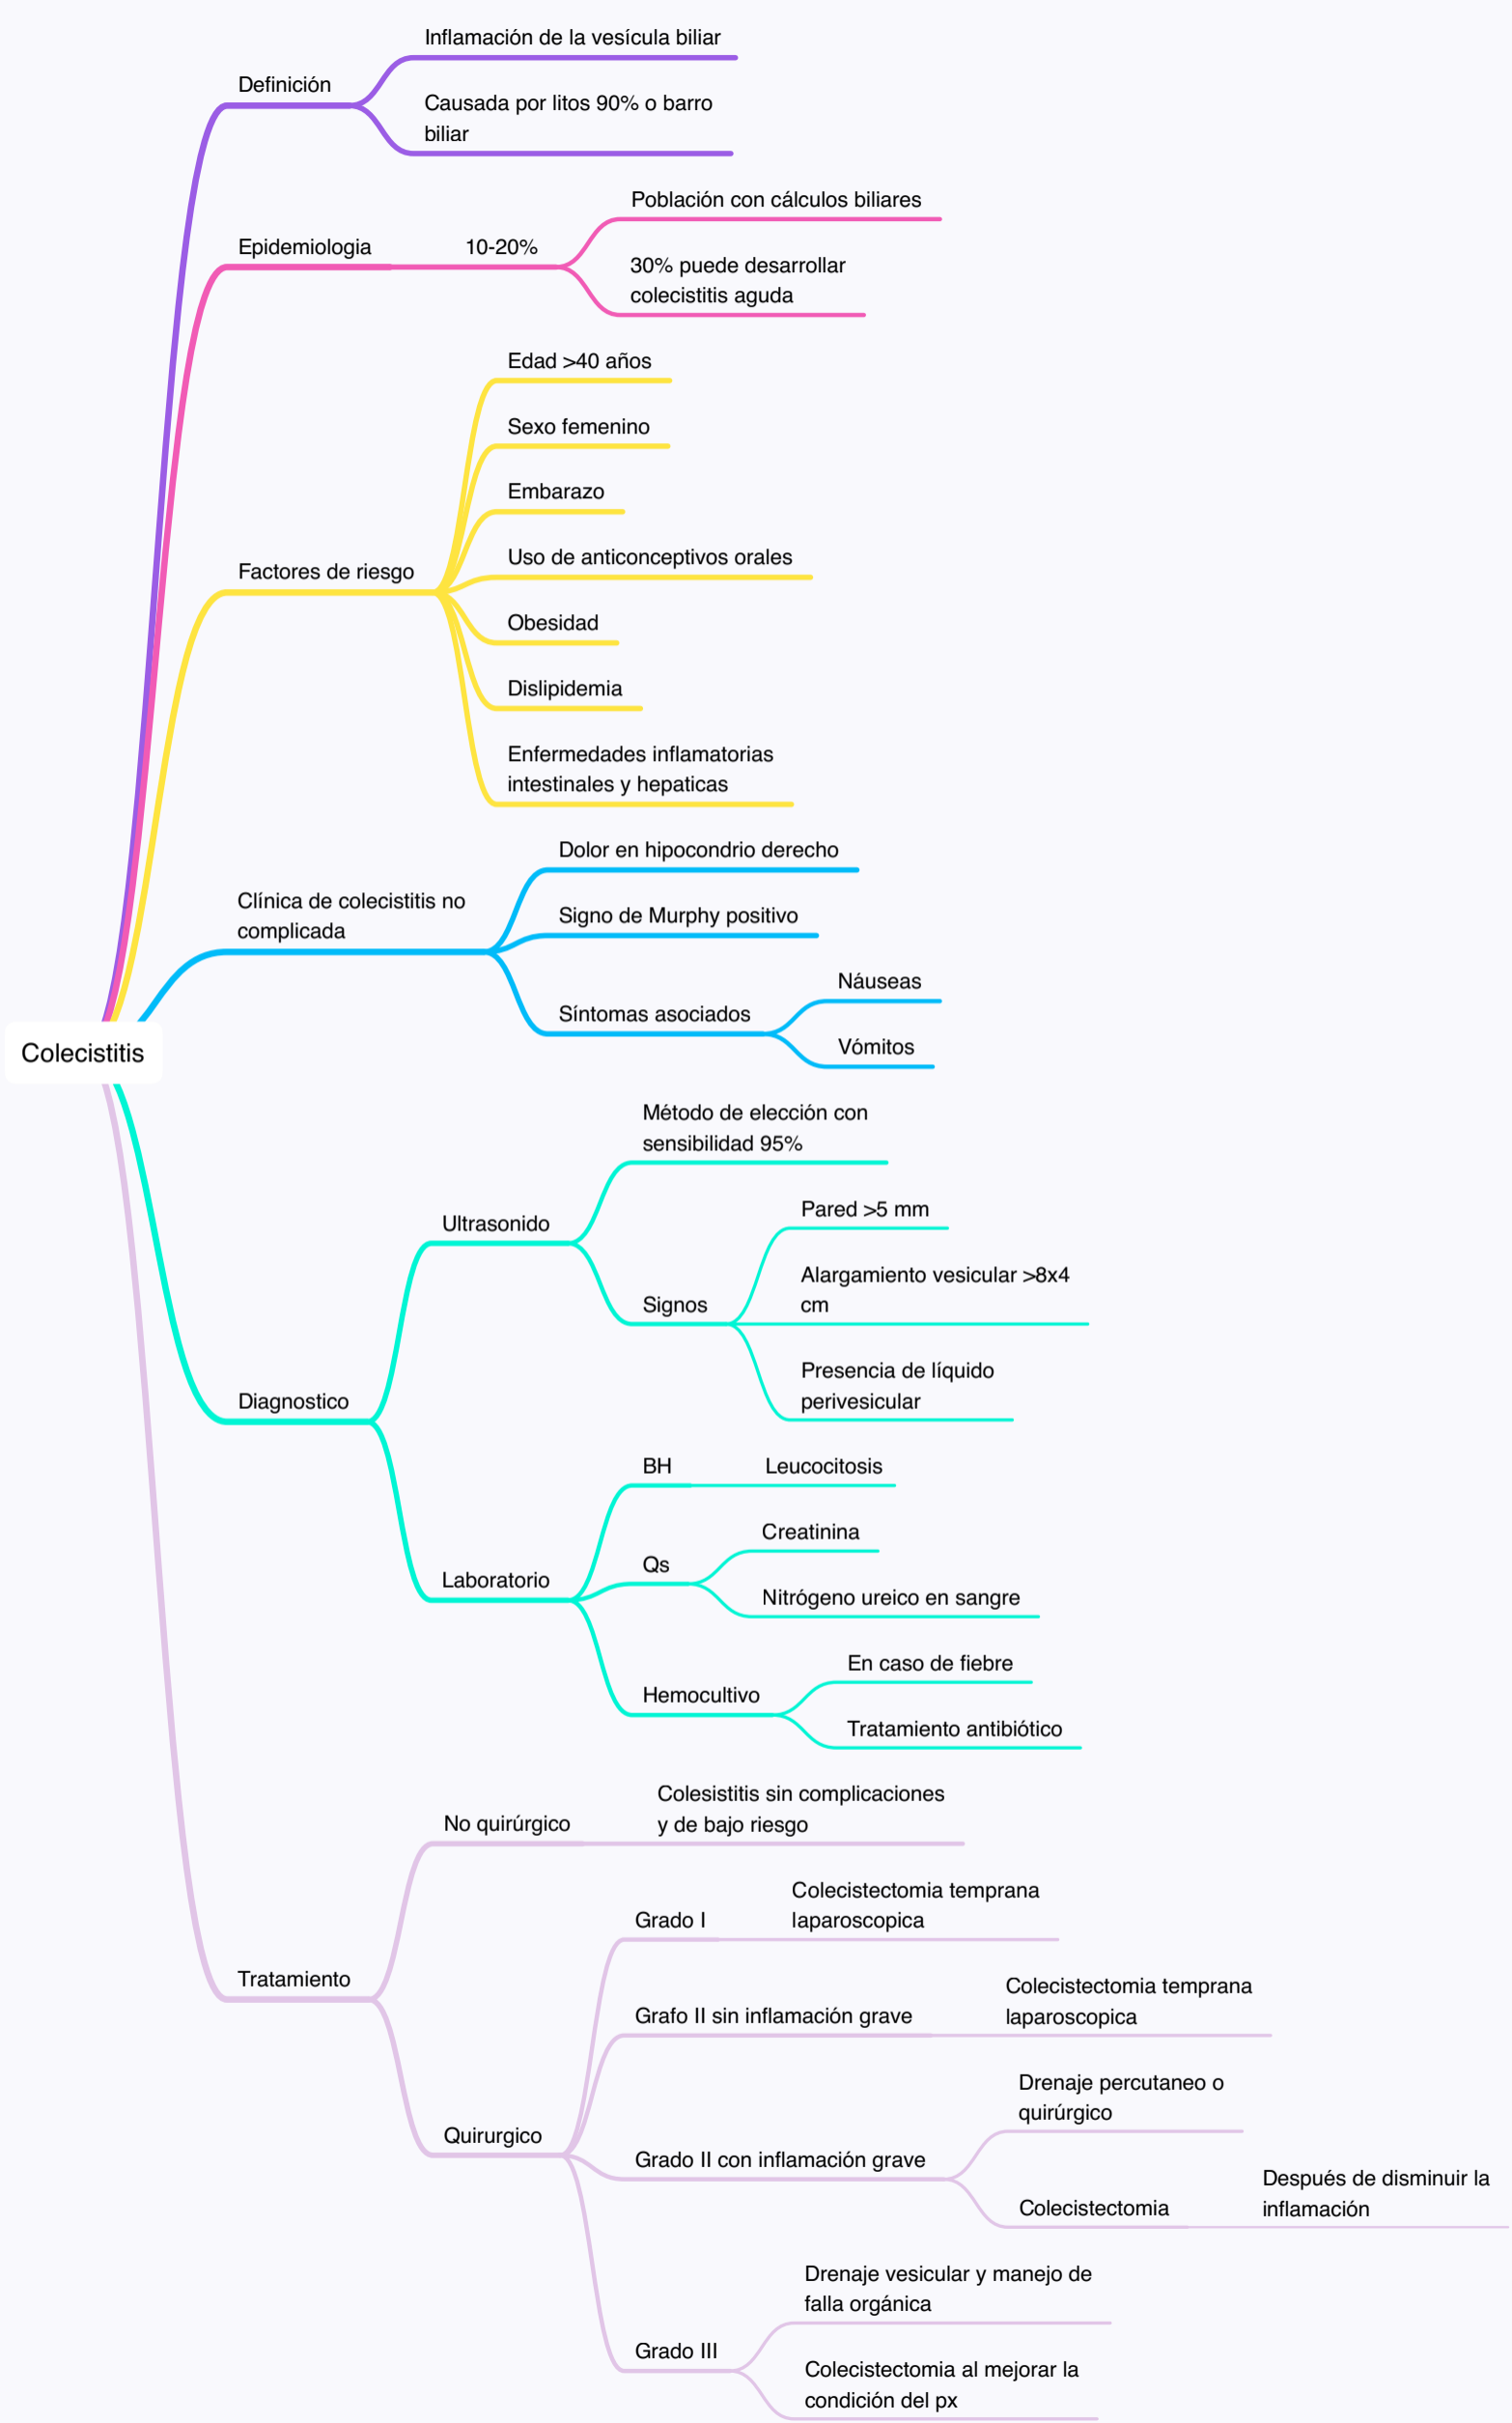 Inflamación de la vesícula biliar
Definición
Causada por litos 90% o barro
biliar
Población con cálculos biliares
Epidemiologia
10-20%
30% puede desarrollar
colecistitis aguda
Edad >40 años
Sexo femenino
Embarazo
Uso de anticonceptivos orales
Factores de riesgo
Obesidad
Dislipidemia
Enfermedades inflamatorias
intestinales y hepaticas
Dolor en hipocondrio derecho
Clínica de colecistitis no
complicada
Signo de Murphy positivo
Náuseas
Síntomas asociados
Vómitos
Colecistitis
Método de elección con
sensibilidad 95%
Pared >5 mm
Ultrasonido
Alargamiento vesicular >8x4
cm
Signos
Presencia de líquido
perivesicular
Diagnostico
BH
Leucocitosis
Creatinina
Qs
Laboratorio
Nitrógeno ureico en sangre
En caso de fiebre
Hemocultivo
Tratamiento antibiótico
Colesistitis sin complicaciones
y de bajo riesgo
No quirúrgico
Colecistectomia temprana
laparoscopica
Grado I
Tratamiento
Colecistectomia temprana
laparoscopica
Grafo II sin inflamación grave
Drenaje percutaneo o
quirúrgico
Quirurgico
Grado II con inflamación grave
Después de disminuir la
inflamación
Colecistectomia
Drenaje vesicular y manejo de
falla orgánica
Grado III
Colecistectomia al mejorar la
condición del px